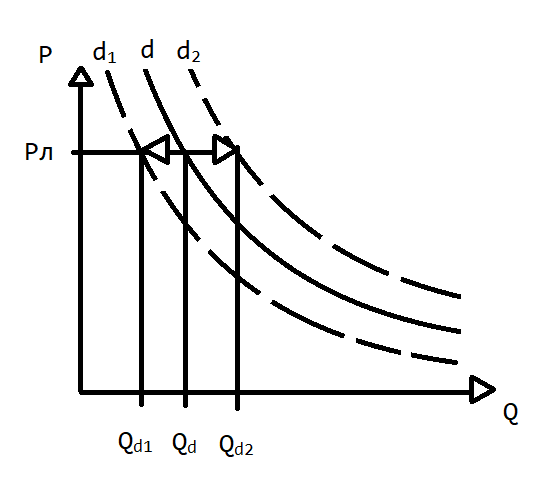 P d₁ d d₂
Pл
Q
Qd1 Qd Qd2